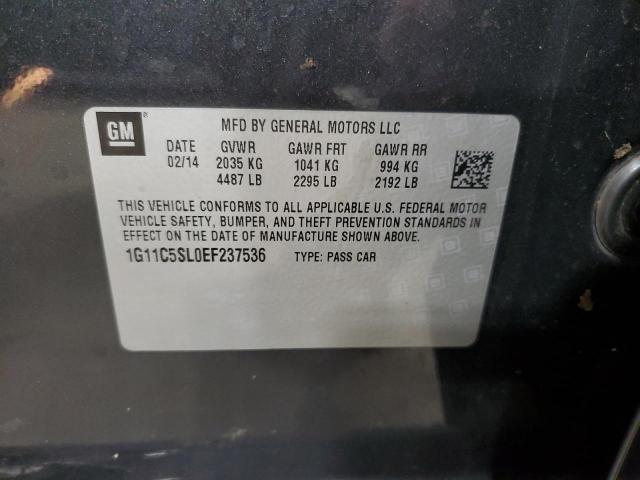 GM ®
MFD BY GENERAL MOTORS LLC
DATE GVWR GAWR FRT GAWR RR
02/14 2035 KG 1041 KG 994 KG
4487 LB 2295 LB 2192 LB
THIS VEHICLE CONFORMS TO ALL APPLICABLE U.S. FEDERAL MOTOR
VEHICLE SAFETY, BUMPER, AND THEFT PREVENTION STANDARDS IN
EFFECT ON THE DATE OF MANUFACTURE SHOWN ABOVE.
1G11C5SL0EF237536 TYPE: PASS CAR